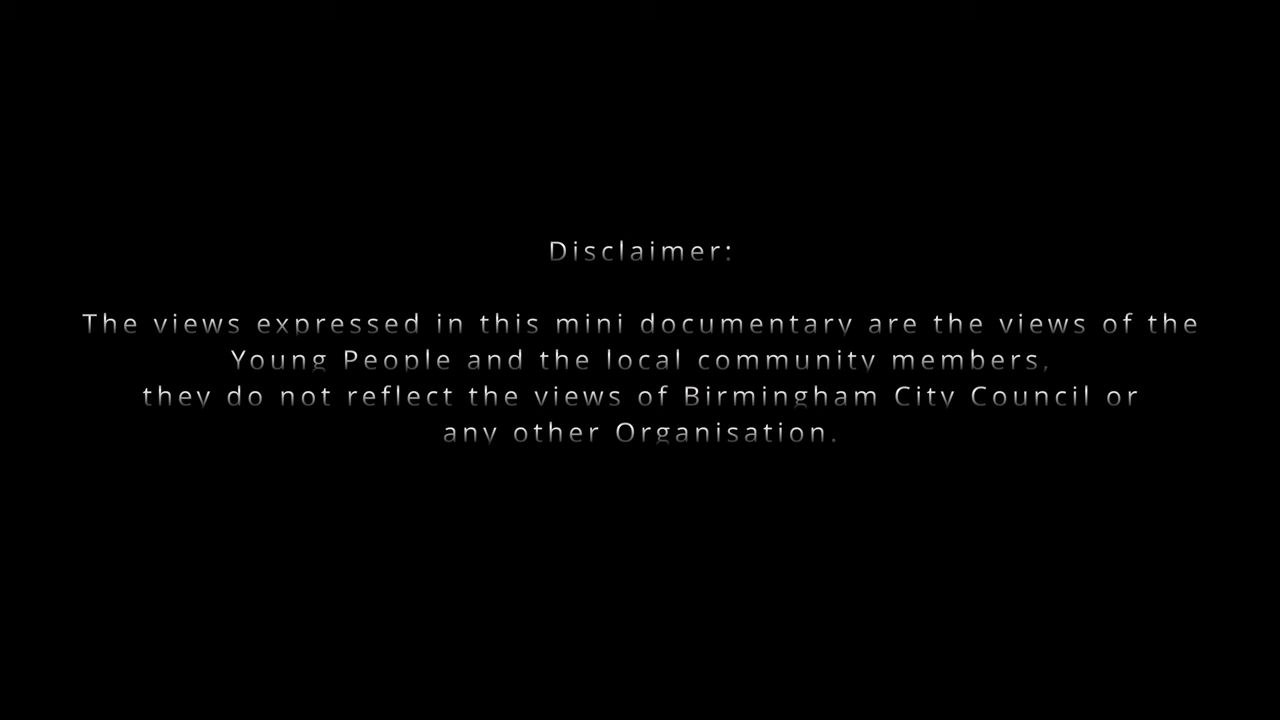 Disclaimer:
The views expressed in this mini documentary are the views of the
Young People and the local community members,
they do not reflect the views of Birmingham City Council or
any other Organisation.